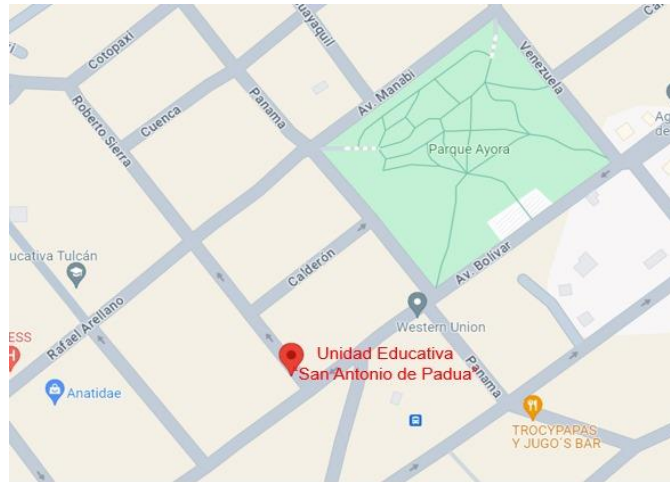 Cotopaxi
Guayaquil
Venezuela
Roberto Sierra
Cuenca
Panama
Av. Manabi
Parque Ayora
ucativa Tulcán
Calderón
Av. Bolivar
Rafael Arellano
Western Union
Unidad Educativa
"San Antonio de Padua"
Panama
ESS
Anatidae
TROCYPAPAS
Y JUGO´S BAR